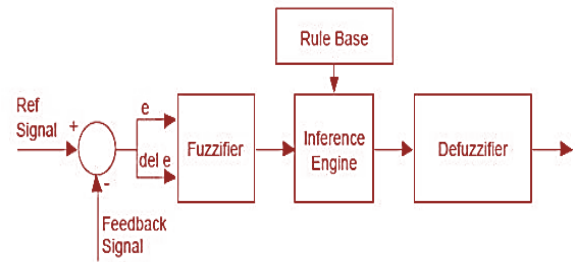 Rule Base
Ref
Signal
+
e
del e
-
Fuzzifier
Inference
Engine
Defuzzifier
Feedback
Signal